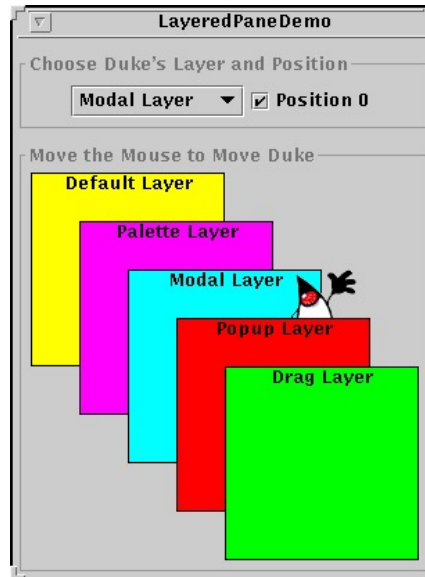 LayeredPaneDemo
Choose Duke's Layer and Position
Modal Layer Position 0
Move the Mouse to Move Duke
Default Layer
Palette Layer
Modal Layer
Popup Layer
Drag Layer